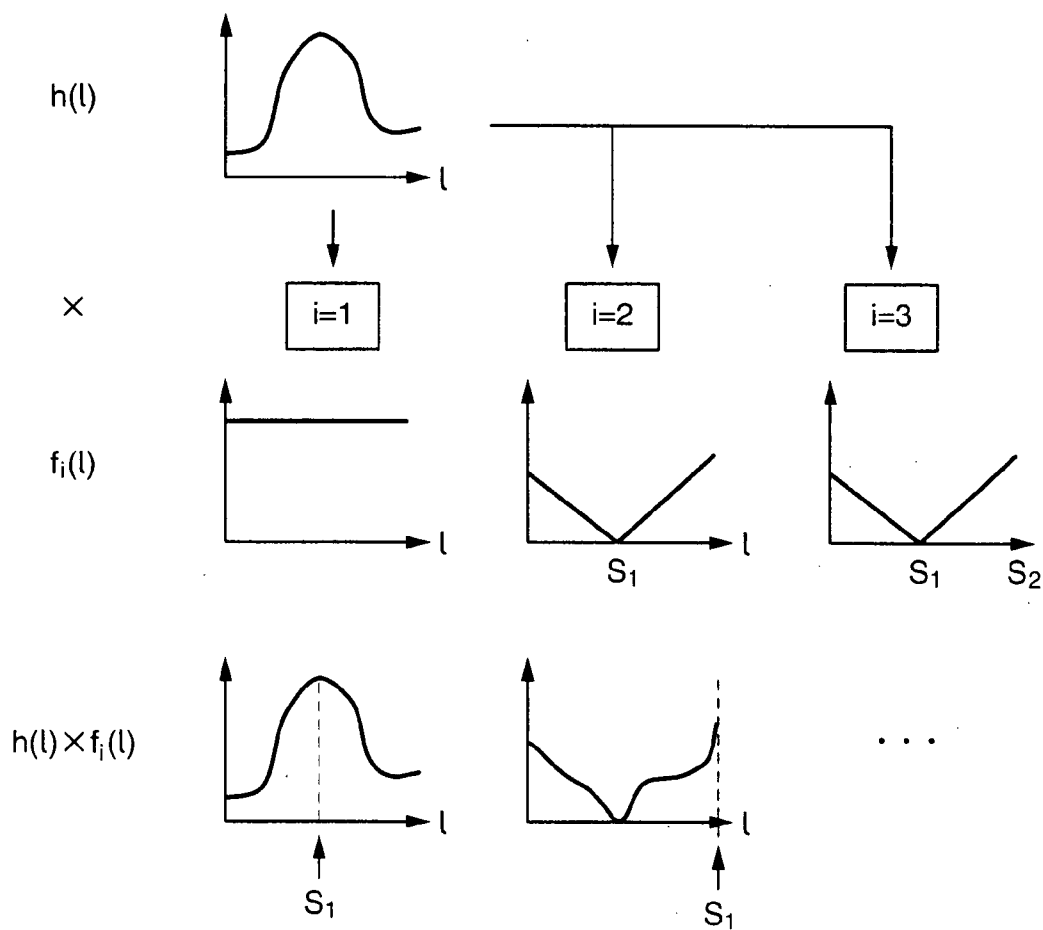 h(l)
l
×
i=1
i=2
i=3
fᵢ(l)
l
S₁
l
S₁
S₂
h(l)×fᵢ(l)
l
S₁
l
S₁
. . .